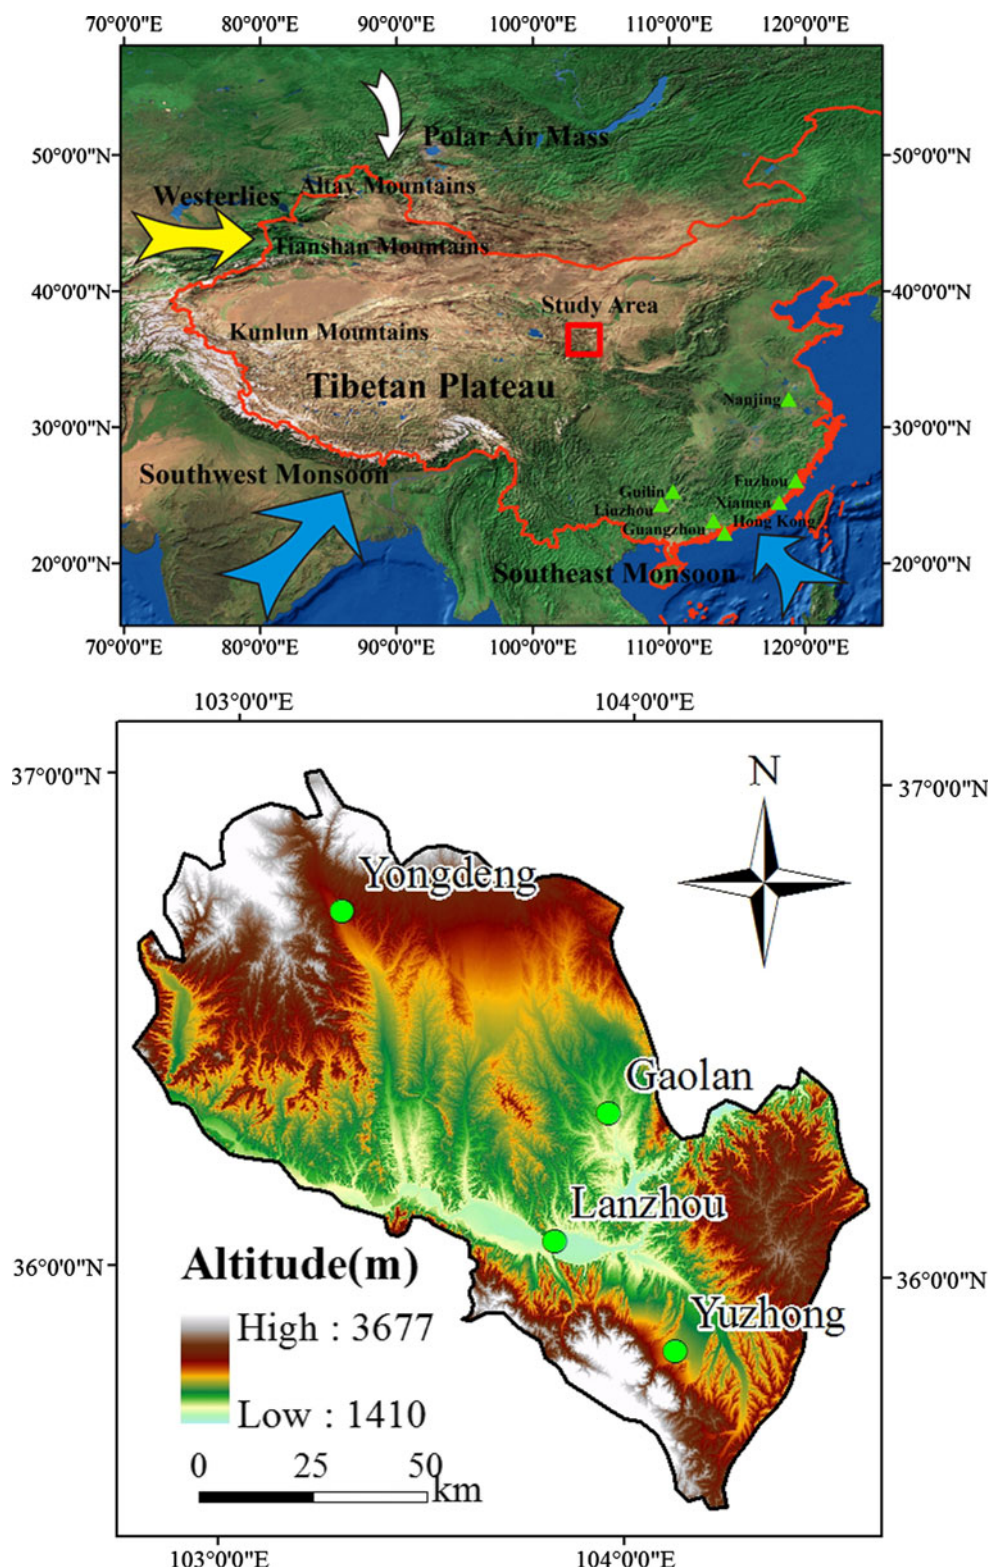 70°0'0"E 80°0'0"E 90°0'0"E 100°0'0"E 110°0'0"E 120°0'0"E
Polar Air Mass
50°0'0"N 50°0'0"N
Altay Mountains
Westerlies
Tianshan Mountains
40°0'0"N 40°0'0"N
Study Area
Kunlun Mountains
Tibetan Plateau
Nanjing
30°0'0"N 30°0'0"N
Southwest Monsoon
Fuzhou
Guilin
Xiamen
Liuzhou
Hong Kong
Guangzhou
20°0'0"N 20°0'0"N
Southeast Monsoon
70°0'0"E 80°0'0"E 90°0'0"E 100°0'0"E 110°0'0"E 120°0'0"E
103°0'0"E 104°0'0"E
37°0'0"N 37°0'0"N
N
Yongdeng
Gaolan
Lanzhou
36°0'0"N 36°0'0"N
Altitude(m)
Yuzhong
High : 3677
Low : 1410
0 25 50
km
103°0'0"E 104°0'0"E